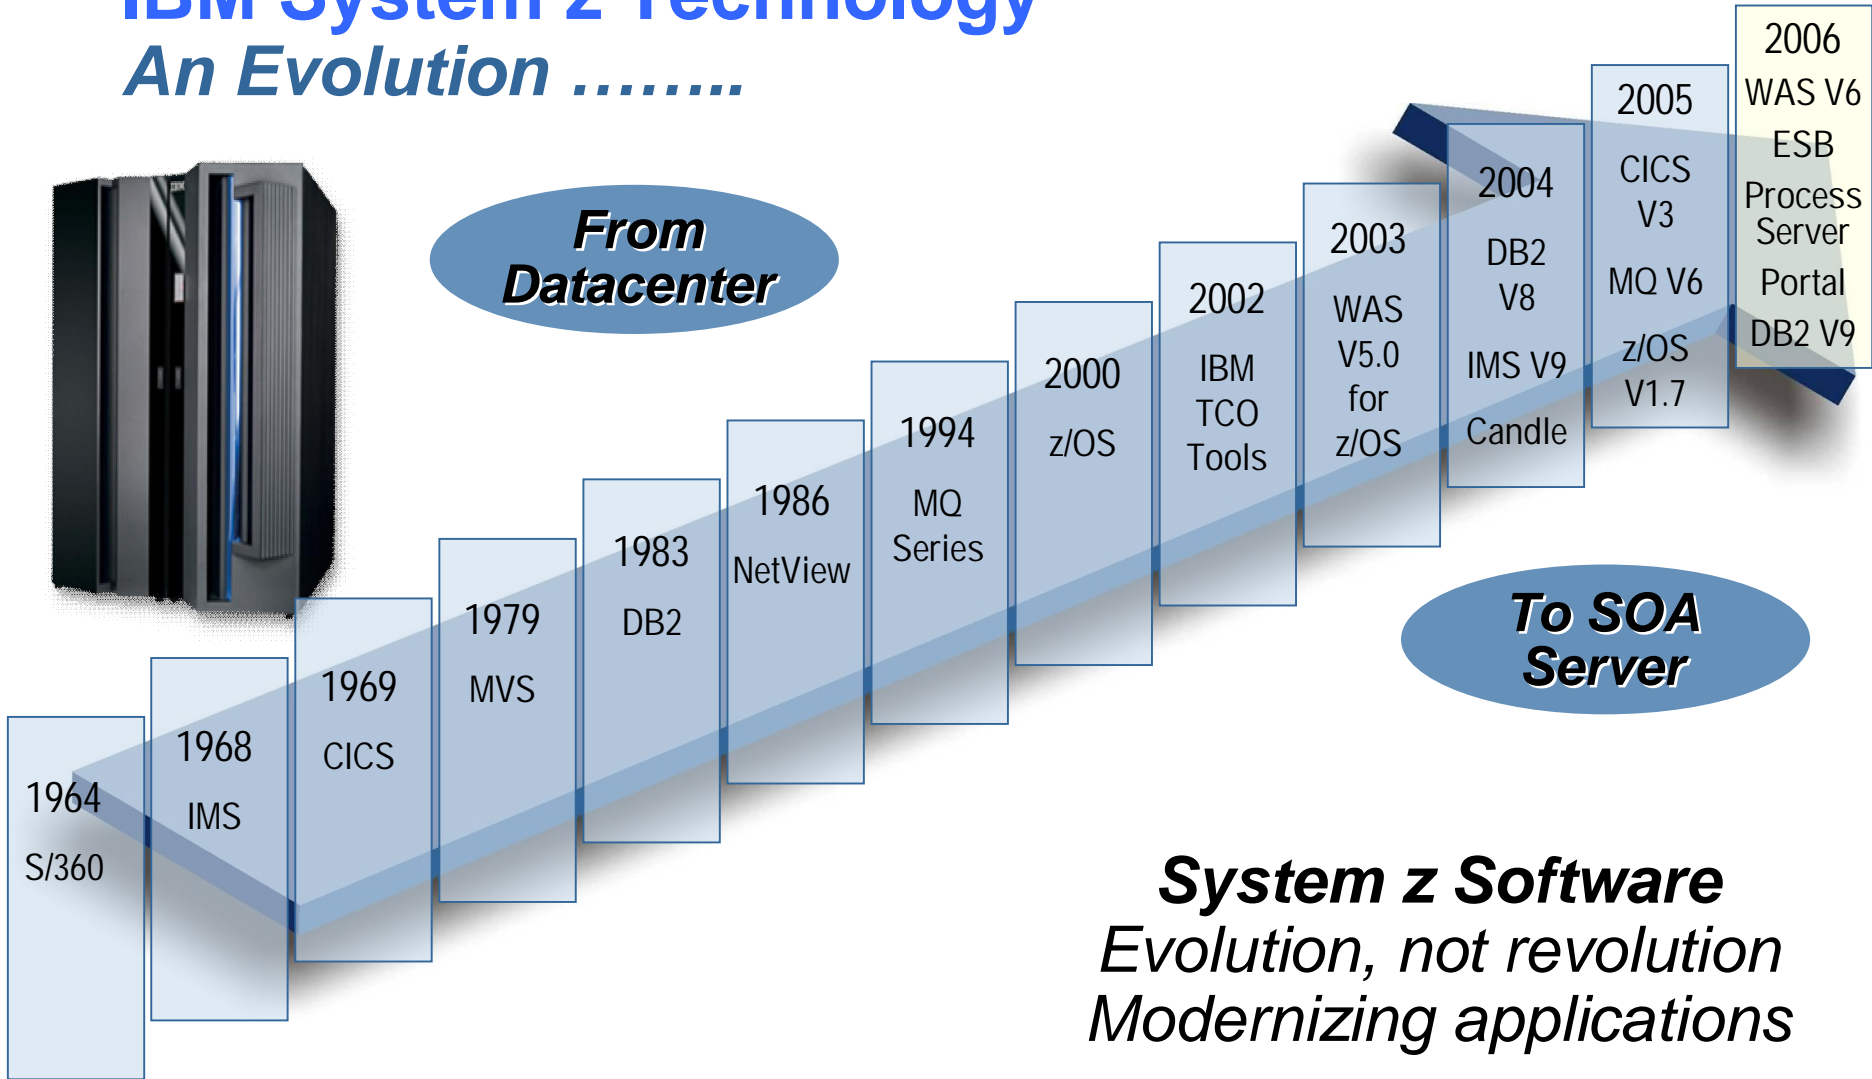 IBM System z Technology
An Evolution ……..
From
Datacenter
1964
S/360
1968
IMS
1969
CICS
1979
MVS
1983
DB2
1986
NetView
1994
MQ
Series
2000
z/OS
2002
IBM
TCO
Tools
2003
WAS
V5.0
for
z/OS
2004
DB2
V8
IMS V9
Candle
2005
CICS
V3
MQ V6
z/OS
V1.7
2006
WAS V6
ESB
Process
Server
Portal
DB2 V9
To SOA
Server
System z Software
Evolution, not revolution
Modernizing applications